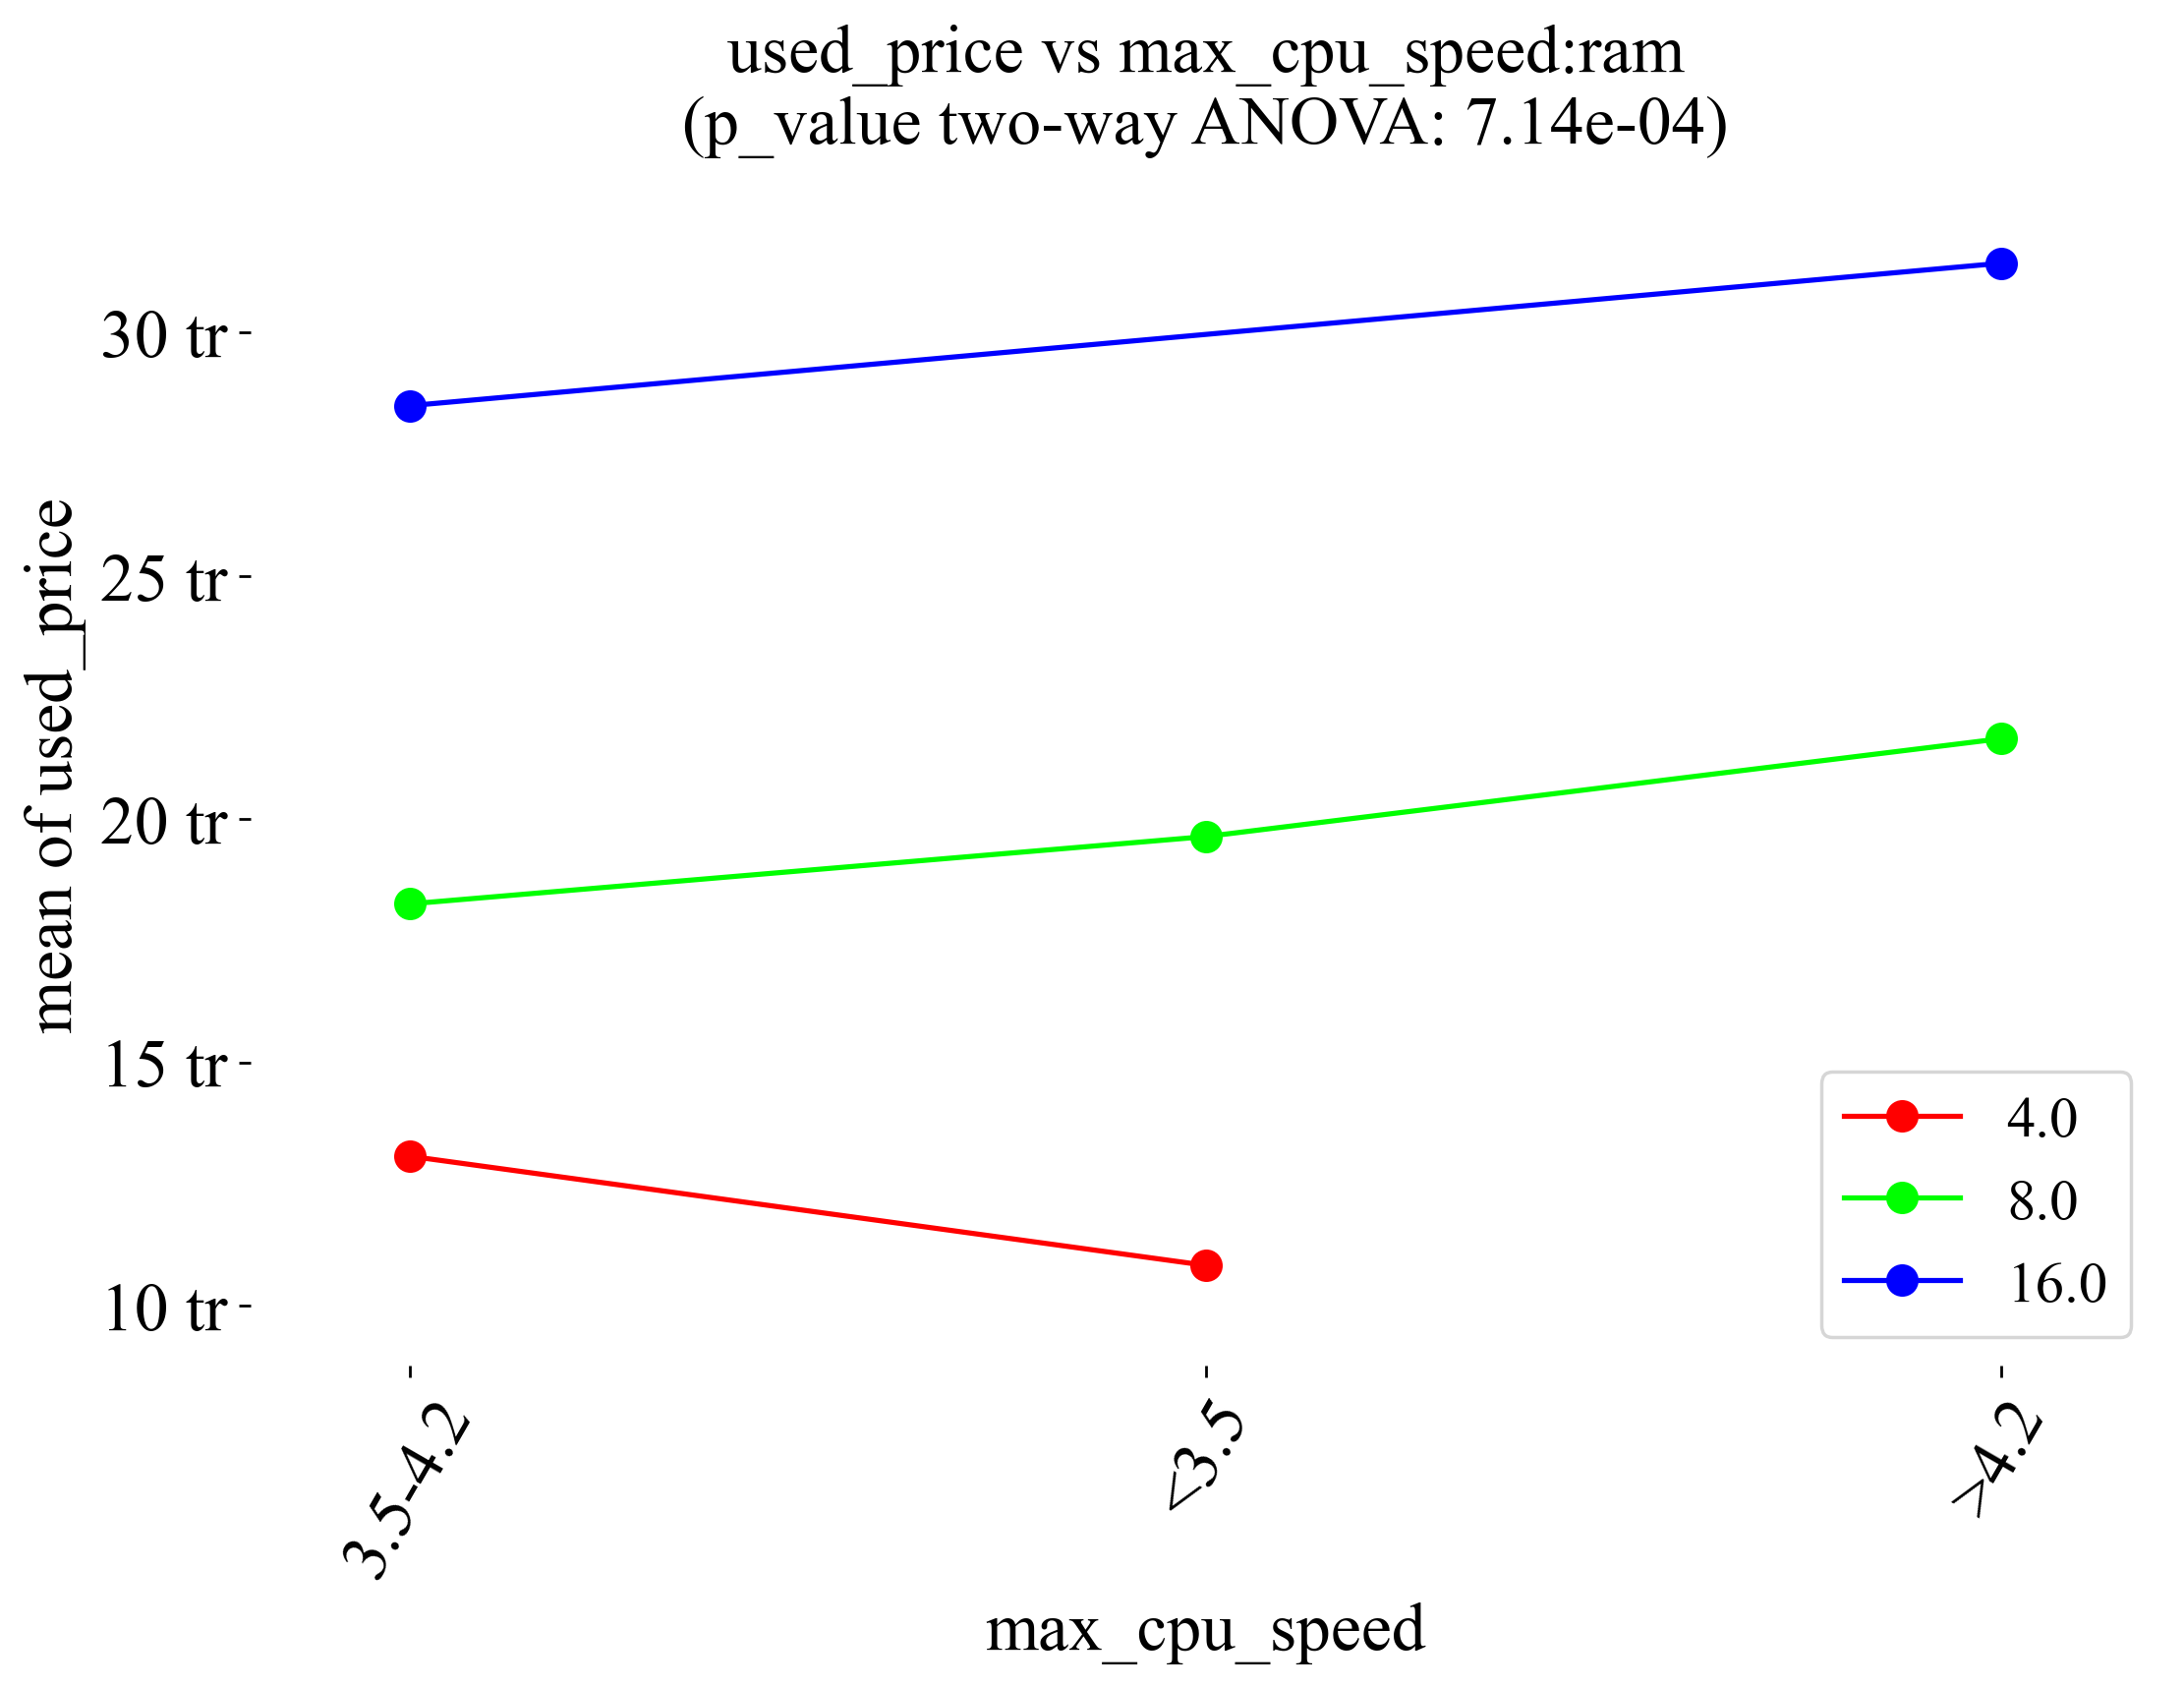 used_price vs max_cpu_speed:ram
(p_value two-way ANOVA: 7.14e-04)
mean of used_price
30 tr
25 tr
20 tr
15 tr
10 tr
4.0
8.0
16.0
3.5-4.2
<3.5
>4.2
max_cpu_speed